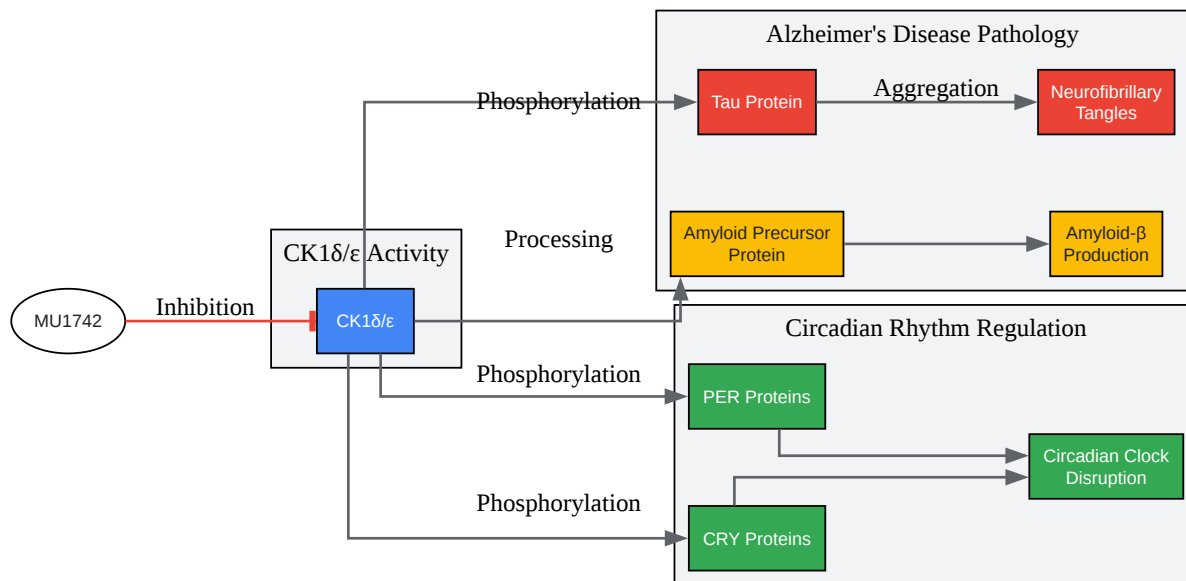 Alzheimer's Disease Pathology
Phosphorylation
Tau Protein
Aggregation
Neurofibrillary
Tangles
Processing
Amyloid Precursor
Protein
Amyloid-β
Production
CK1δ/ε Activity
MU1742
Inhibition
CK1δ/ε
Circadian Rhythm Regulation
Phosphorylation
PER Proteins
Circadian Clock
Disruption
Phosphorylation
CRY Proteins